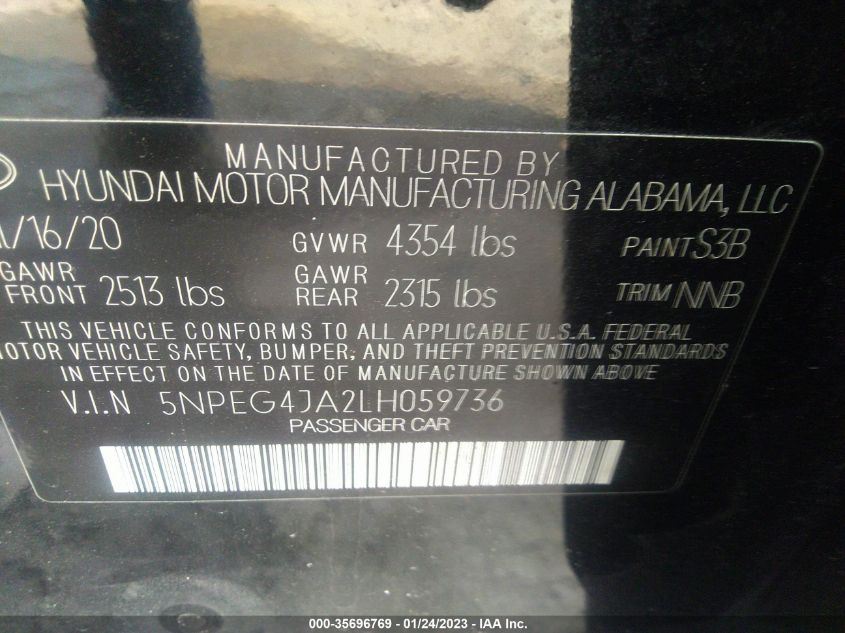 MANUFACTURED BY
HYUNDAI MOTOR MANUFACTURING ALABAMA, LLC
/16/20 GVWR 4354 lbs PAINT S3B
GAWR FRONT 2513 lbs GAWR REAR 2315 lbs TRIM NNB
THIS VEHICLE CONFORMS TO ALL APPLICABLE U.S.A. FEDERAL
MOTOR VEHICLE SAFETY, BUMPER, AND THEFT PREVENTION STANDARDS
IN EFFECT ON THE DATE OF MANUFACTURE SHOWN ABOVE
V.I.N 5NPEG4JA2LH059736
PASSENGER CAR
000-35696769 - 01/24/2023 - IAA Inc.